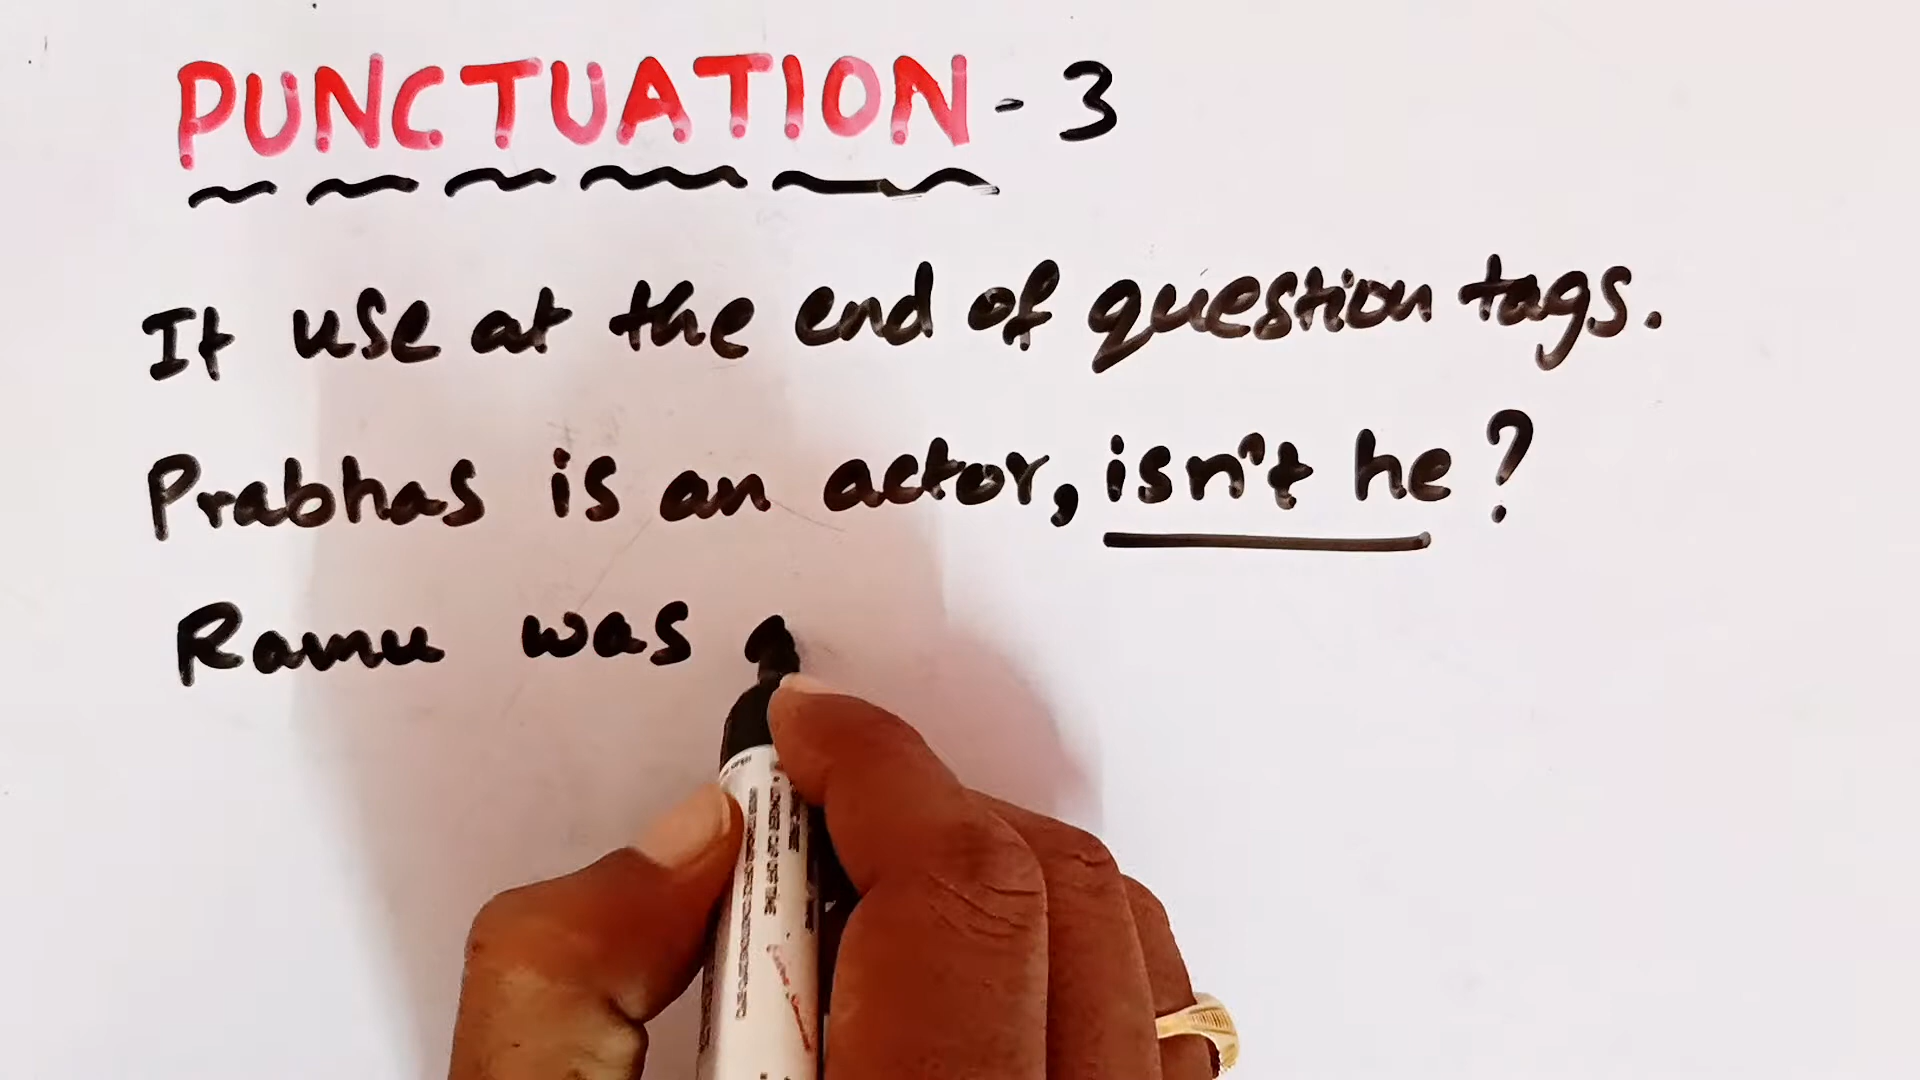 PUNCTUATION - 3
It use at the end of question tags.
Prabhas is an actor, isn't he?
Ramu was a